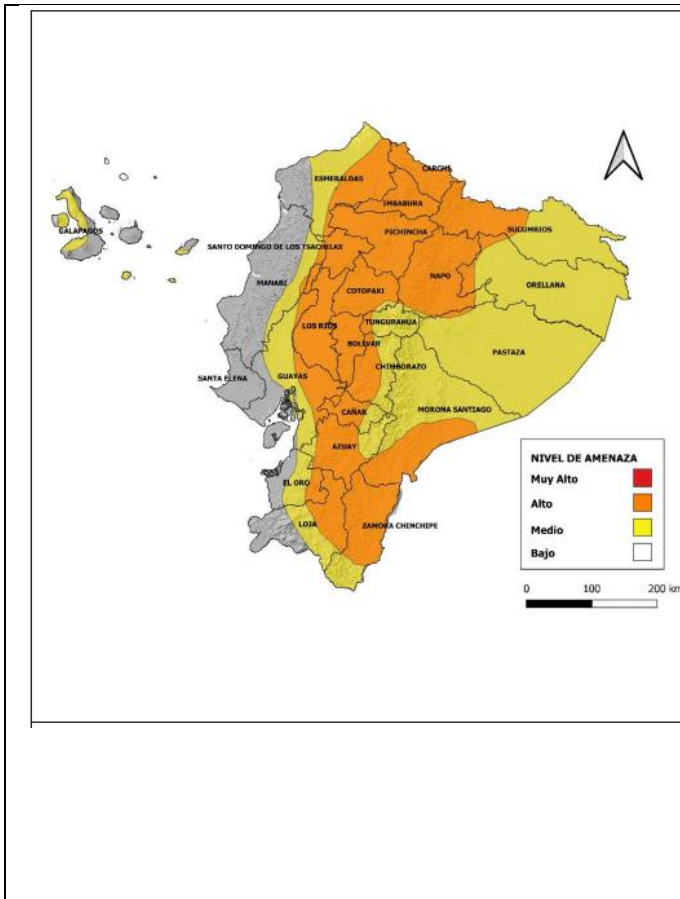 ESMERALDAS
CARCHI
IMBABURA
SUCUMBIOS
PICHINCHA
GALAPAGOS
SANTO DOMINGO DE LOS TSACHILAS
NAPO
MANABI
ORELLANA
COTOPAXI
LOS RIOS
TUNGURAHUA
BOLIVAR
PASTAZA
CHIMBORAZO
SANTA ELENA
GUAYAS
MORONA SANTIAGO
CAÑAR
AZUAY
EL ORO
LOJA
ZAMORA CHINCHIPE
NIVEL DE AMENAZA
Muy Alto
Alto
Medio
Bajo
0 100 200 km